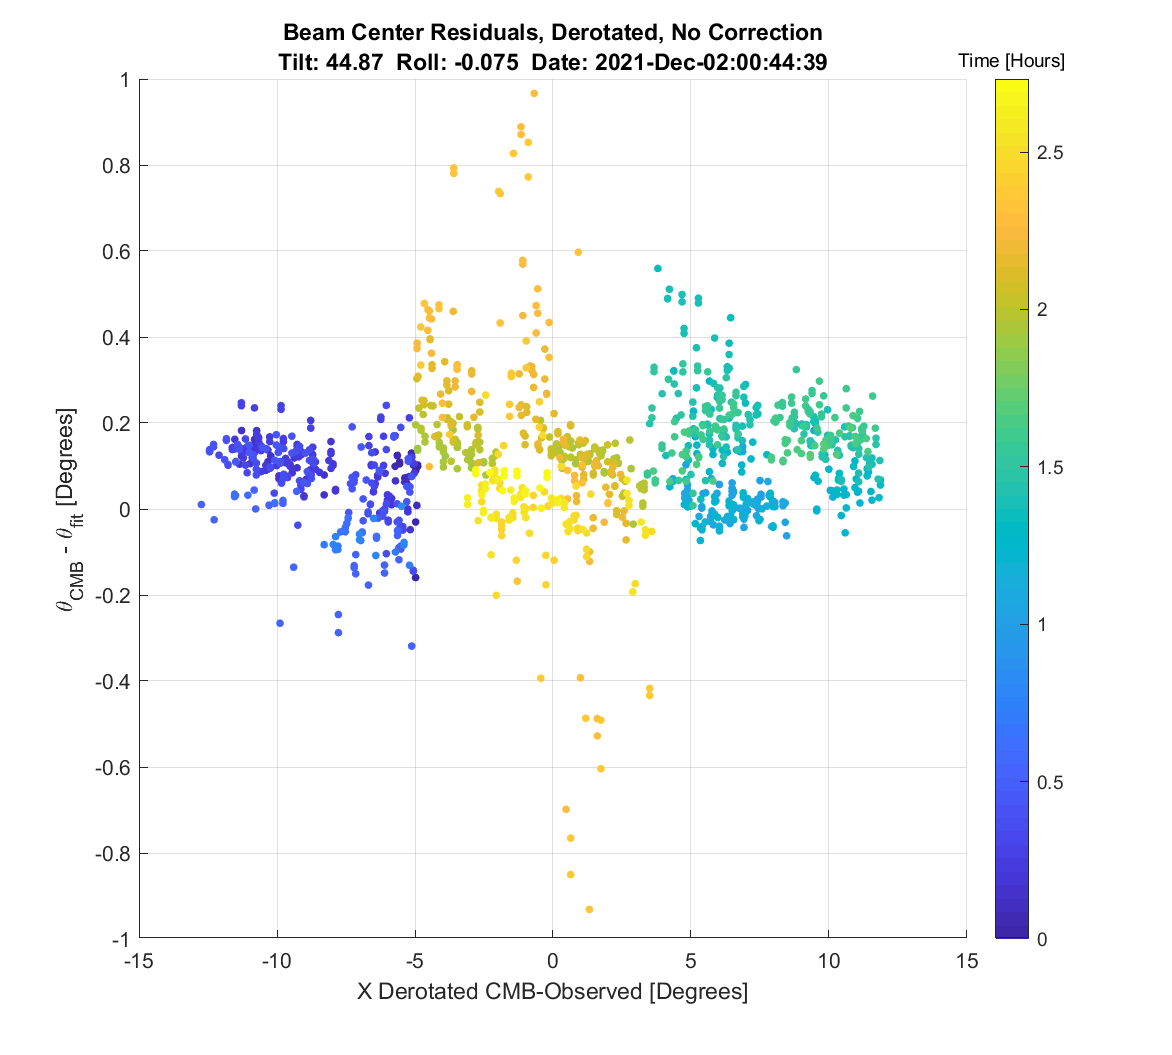 Beam Center Residuals, Derotated, No Correction
Tilt: 44.87  Roll: -0.075  Date: 2021-Dec-02:00:44:39
Time [Hours]
1
0.8
0.6
0.4
0.2
0
-0.2
-0.4
-0.6
-0.8
-1
θCMB - θfit [Degrees]
-15 -10 -5 0 5 10 15
X Derotated CMB-Observed [Degrees]
2.5
2
1.5
1
0.5
0